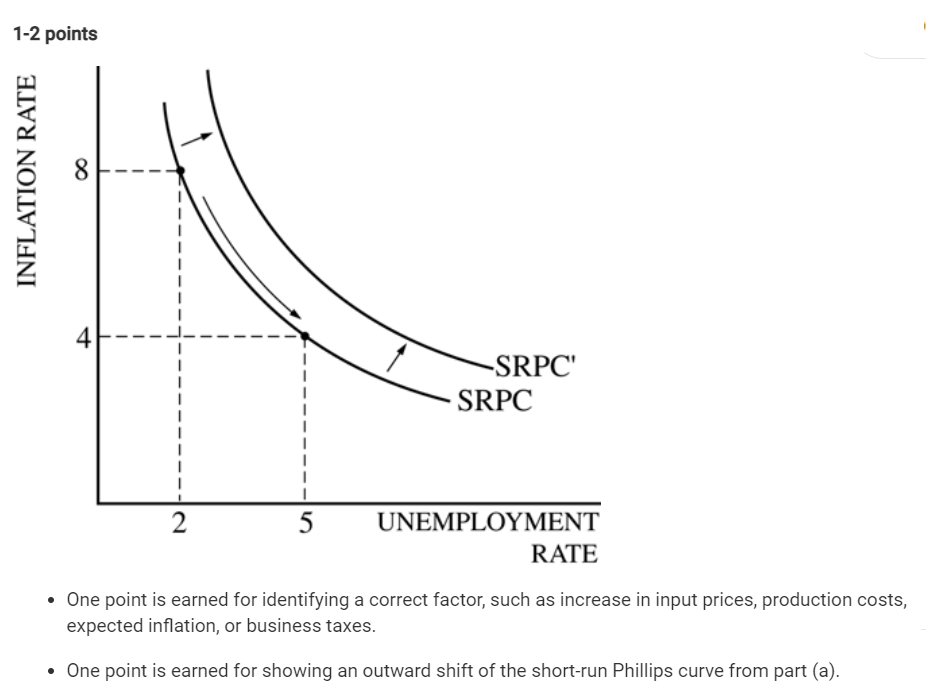 1-2 points
INFLATION RATE
8
4
SRPC'
SRPC
2
5
UNEMPLOYMENT
RATE
• One point is earned for identifying a correct factor, such as increase in input prices, production costs,
expected inflation, or business taxes.
• One point is earned for showing an outward shift of the short-run Phillips curve from part (a).